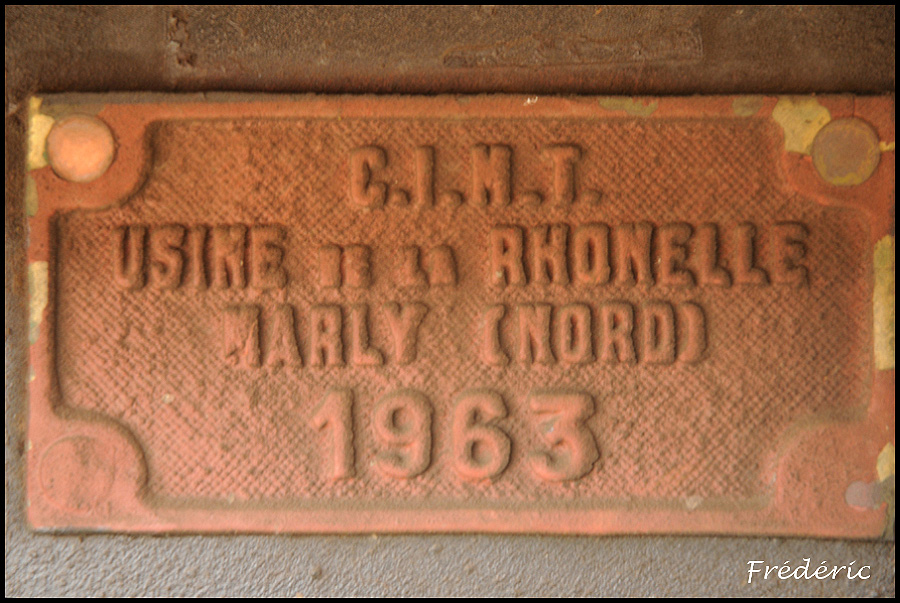 C.I.M.T.
USINE DE LA RHONELLE
MARLY (NORD)
1963
Frédéric